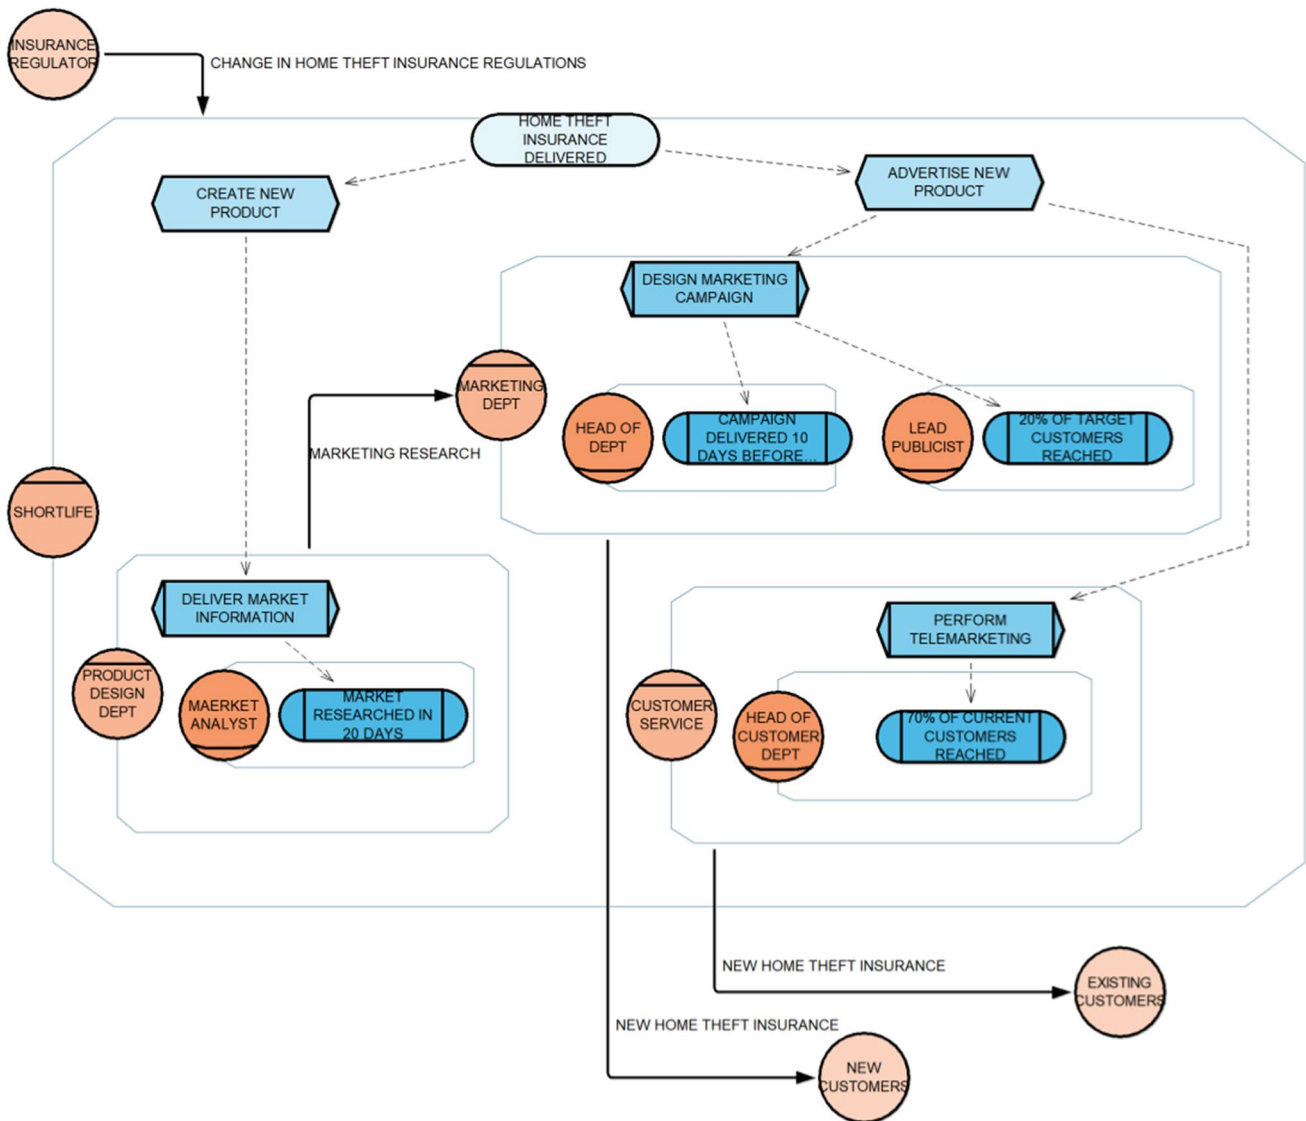 INSURANCE
REGULATOR
CHANGE IN HOME THEFT INSURANCE REGULATIONS
HOME THEFT
INSURANCE
DELIVERED
CREATE NEW
PRODUCT
ADVERTISE NEW
PRODUCT
DESIGN MARKETING
CAMPAIGN
MARKETING
DEPT
HEAD OF
DEPT
CAMPAIGN
DELIVERED 10
DAYS BEFORE...
LEAD
PUBLICIST
20% OF TARGET
CUSTOMERS
REACHED
MARKETING RESEARCH
SHORTLIFE
DELIVER MARKET
INFORMATION
PRODUCT
DESIGN
DEPT
MAERKET
ANALYST
MARKET
RESEARCHED IN
20 DAYS
PERFORM
TELEMARKETING
CUSTOMER
SERVICE
HEAD OF
CUSTOMER
DEPT
70% OF CURRENT
CUSTOMERS
REACHED
NEW HOME THEFT INSURANCE
EXISTING
CUSTOMERS
NEW HOME THEFT INSURANCE
NEW
CUSTOMERS